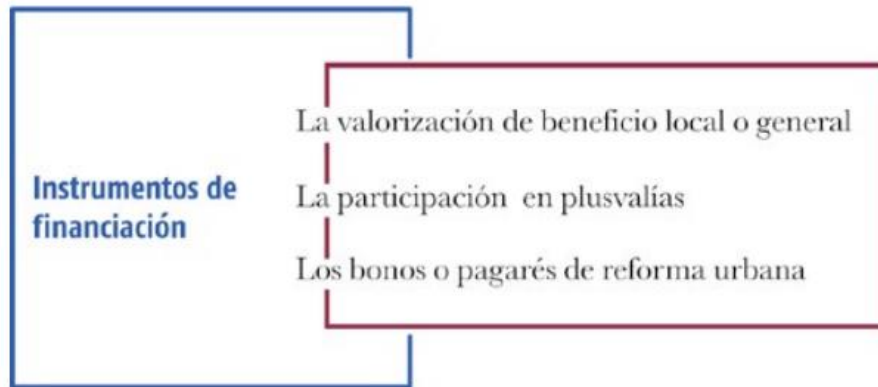 Instrumentos de
financiación
La valorización de beneficio local o general
La participación en plusvalías
Los bonos o pagarés de reforma urbana